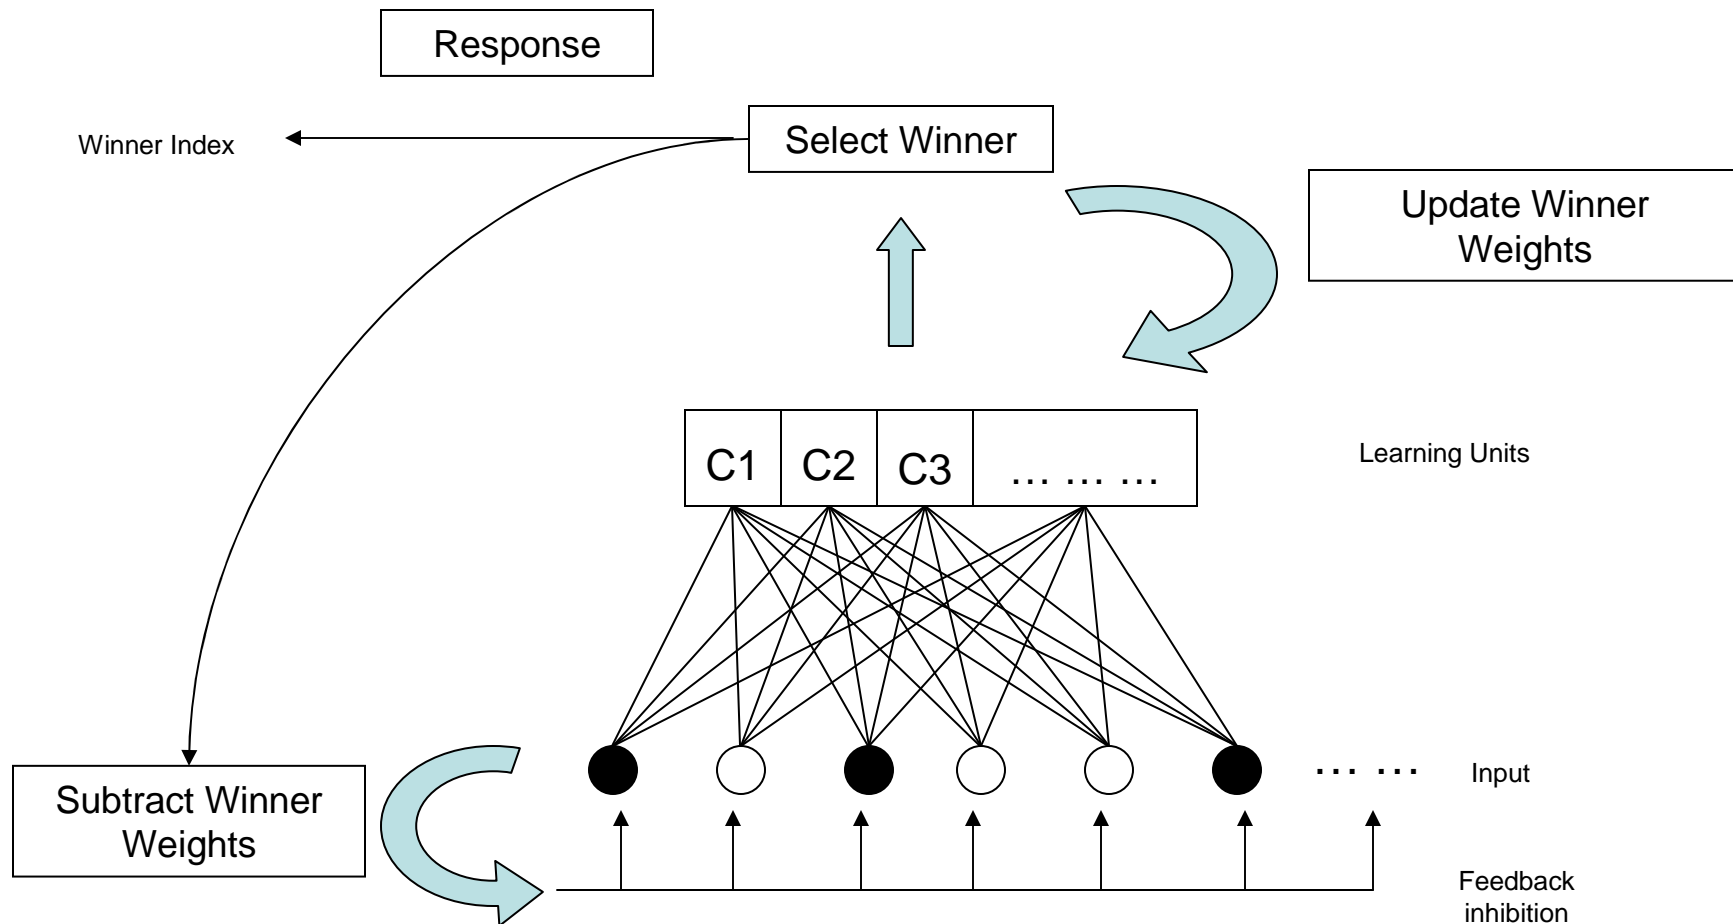 Response
Winner Index
Select Winner
Update Winner
Weights
C1 C2 C3 ... ... ...
Learning Units
... ...
Input
Subtract Winner
Weights
Feedback
inhibition